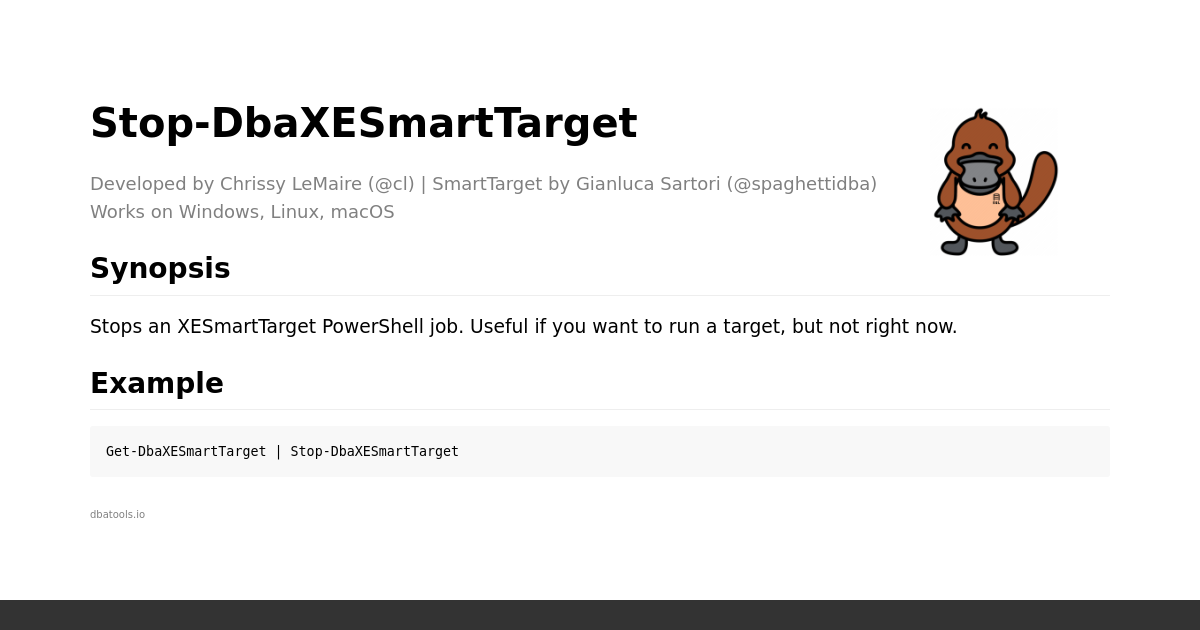 Stop-DbaXESmartTarget
Developed by Chrissy LeMaire (@cl) | SmartTarget by Gianluca Sartori (@spaghettidba)
Works on Windows, Linux, macOS
Synopsis
Stops an XESmartTarget PowerShell job. Useful if you want to run a target, but not right now.
Example
Get-DbaXESmartTarget | Stop-DbaXESmartTarget
dbatools.io